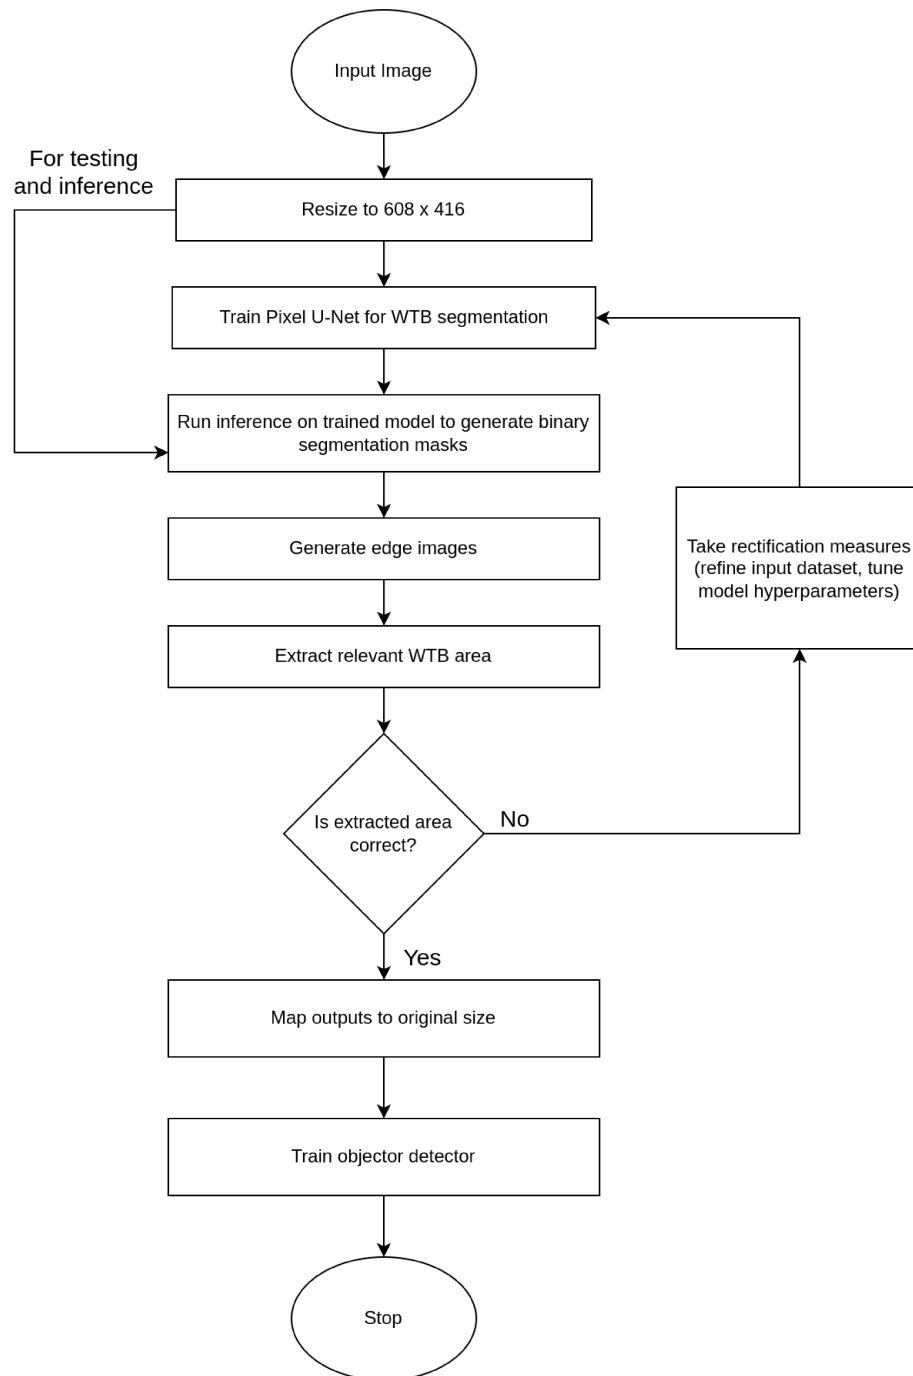 Input Image
For testing
and inference
Resize to 608 x 416
Train Pixel U-Net for WTB segmentation
Run inference on trained model to generate binary
segmentation masks
Generate edge images
Take rectification measures
(refine input dataset, tune
model hyperparameters)
Extract relevant WTB area
Is extracted area
correct?
No
Yes
Map outputs to original size
Train objector detector
Stop